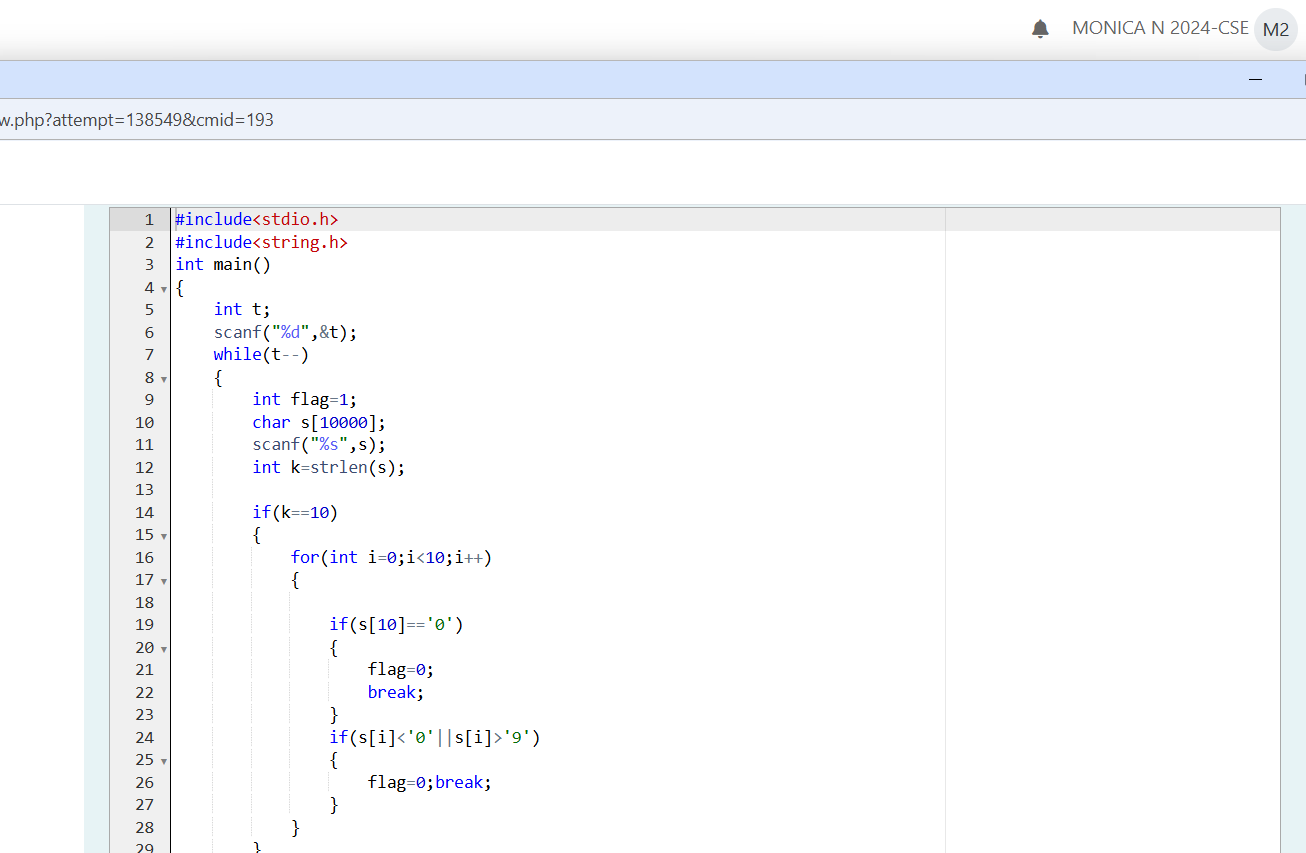 MONICA N 2024-CSE M2
w.php?attempt=138549&cmid=193
1 #include<stdio.h>
2 #include<string.h>
3 int main()
4 {
5 int t;
6 scanf("%d",&t);
7 while(t--)
8 {
9 int flag=1;
10 char s[10000];
11 scanf("%s",s);
12 int k=strlen(s);
13
14 if(k==10)
15 {
16 for(int i=0;i<10;i++)
17 {
18
19 if(s[10]=='0')
20 {
21 flag=0;
22 break;
23 }
24 if(s[i]<'0'||s[i]>'9')
25 {
26 flag=0;break;
27 }
28 }
29 }